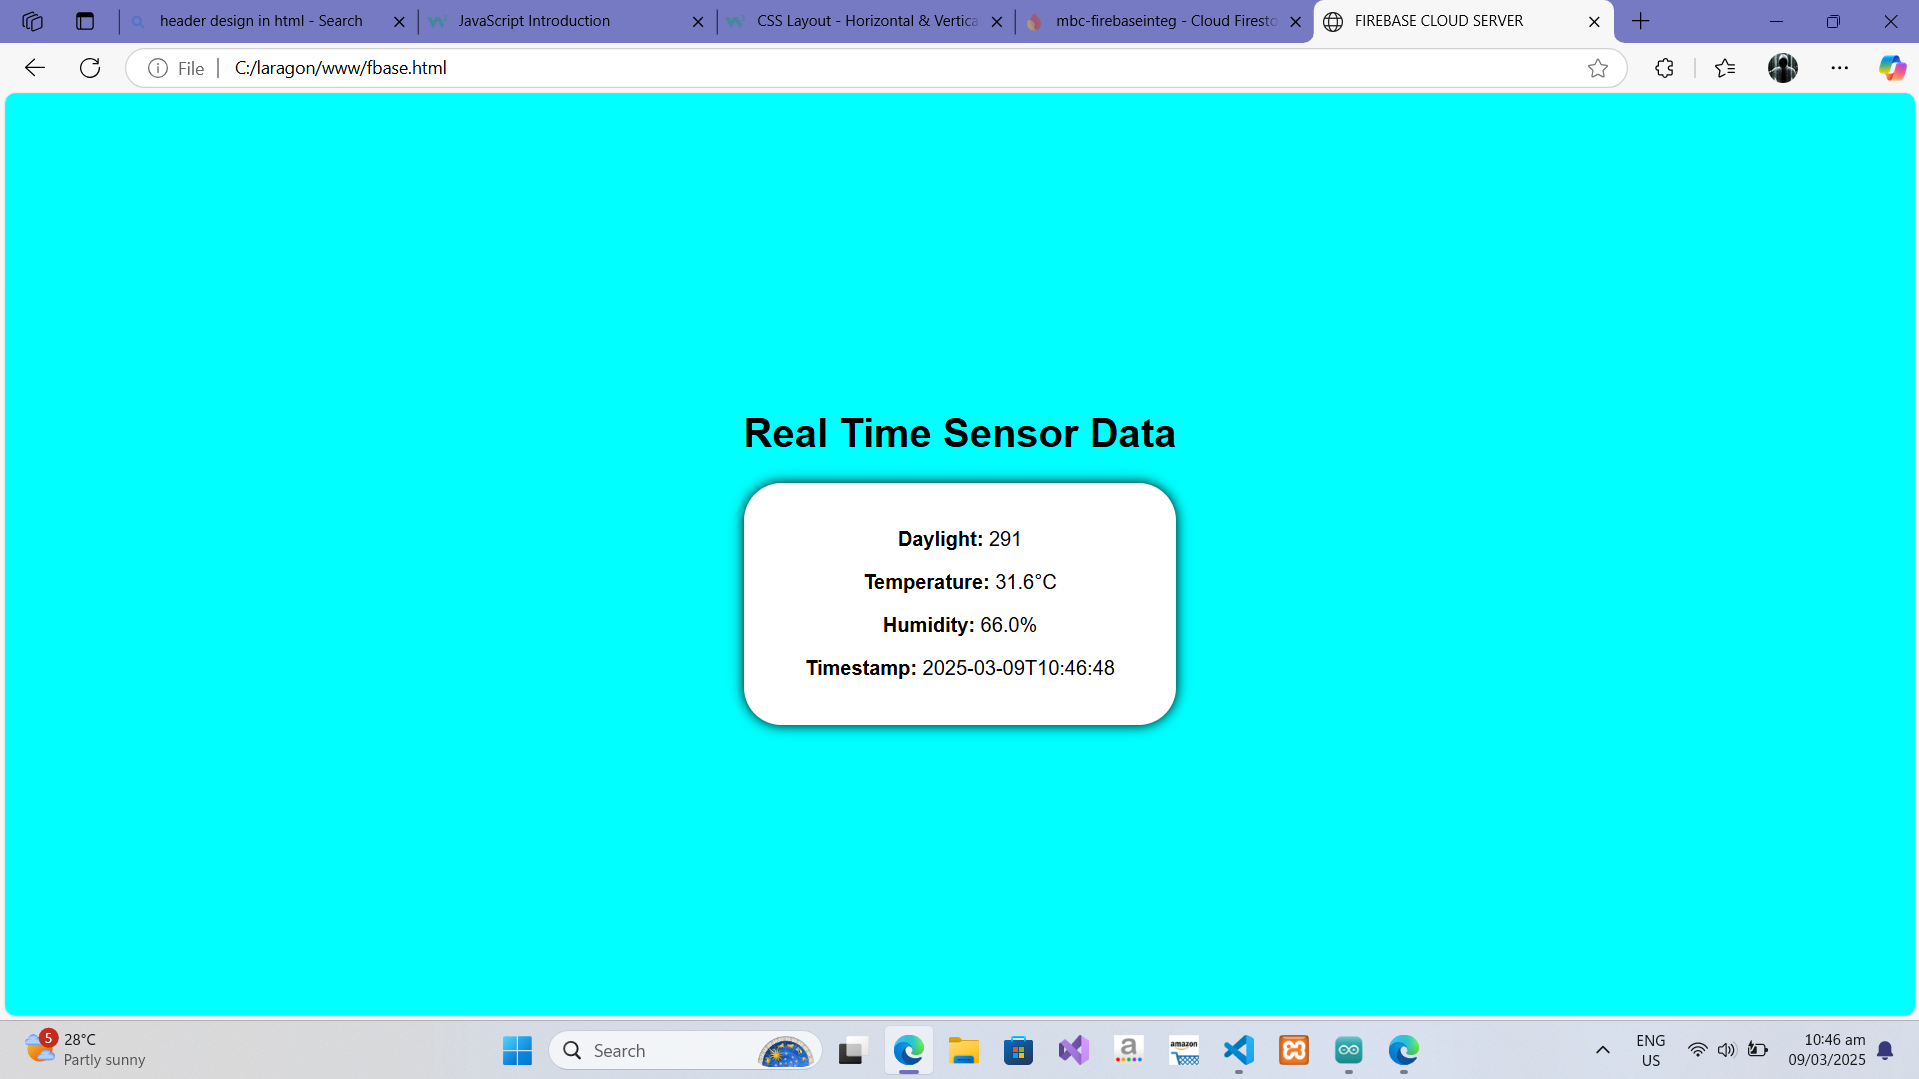 header design in html - Search
JavaScript Introduction
CSS Layout - Horizontal & Vertica
mbc-firebaseinteg - Cloud Firesto
FIREBASE CLOUD SERVER
File
C:/laragon/www/fbase.html
Real Time Sensor Data
Daylight: 291
Temperature: 31.6°C
Humidity: 66.0%
Timestamp: 2025-03-09T10:46:48
5
28°C
Partly sunny
Search
a
amazon
ENG
US
10:46 am
09/03/2025